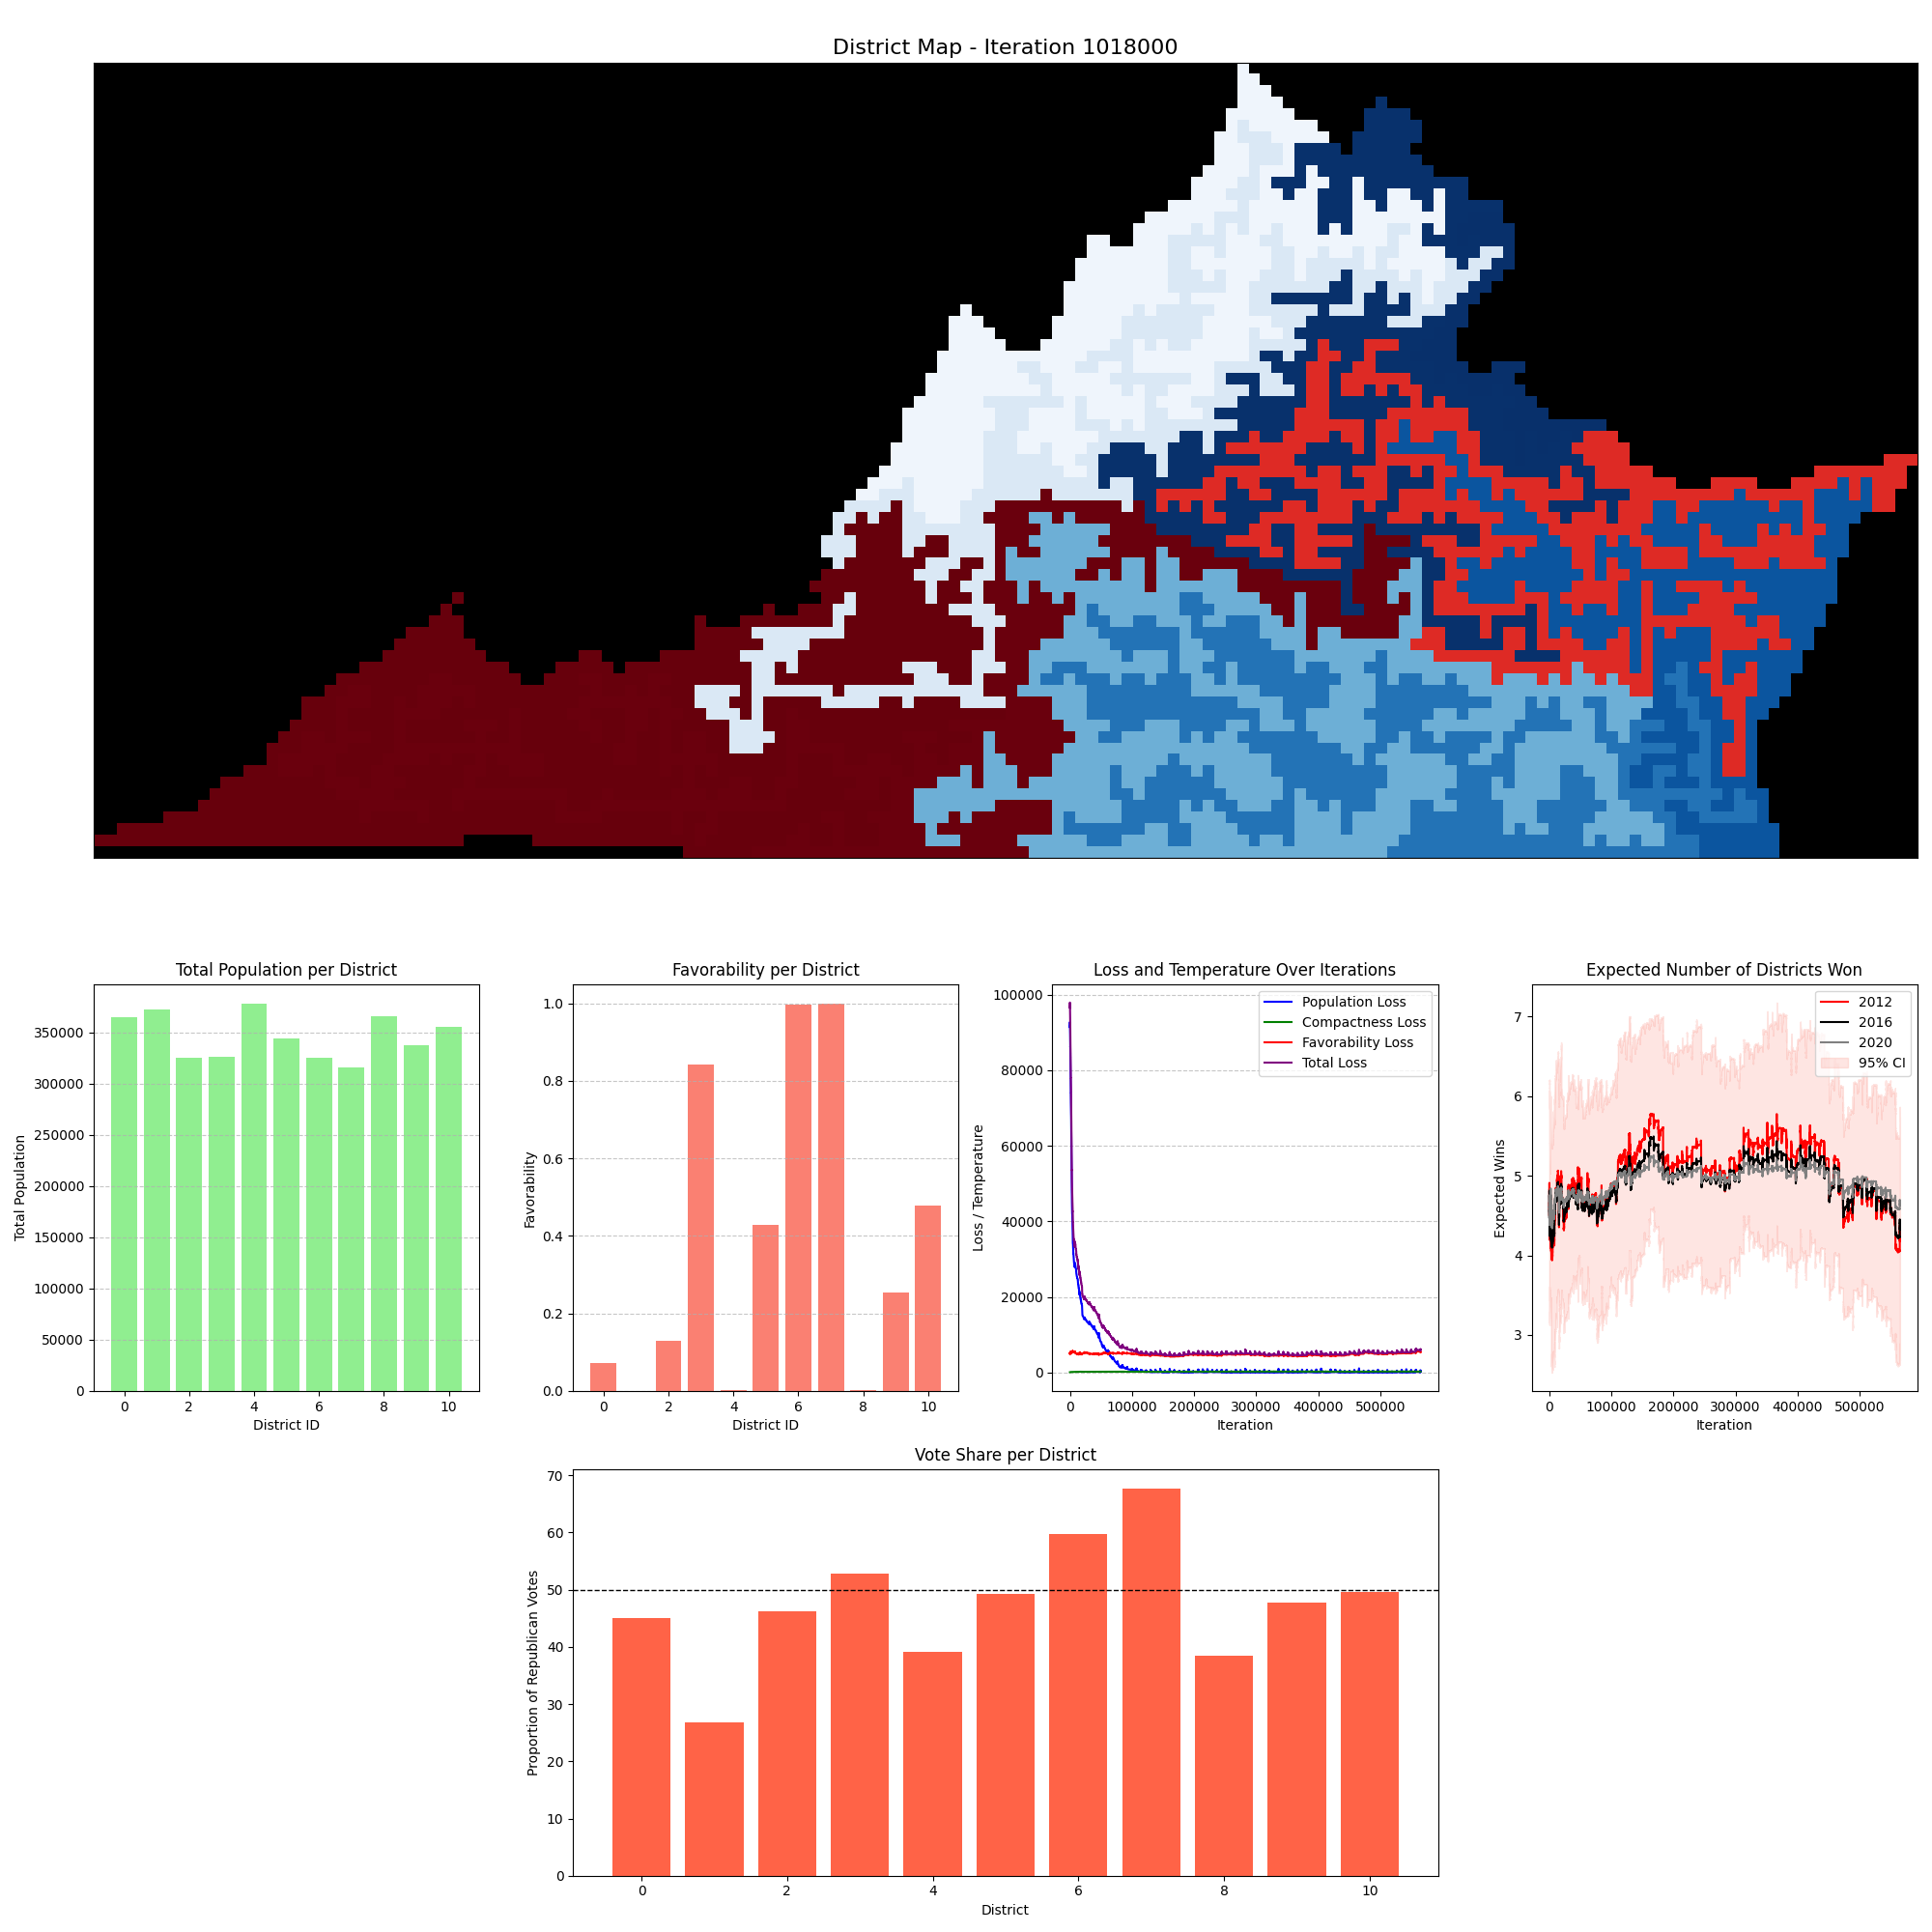 District Map - Iteration 1018000
Total Population per District
Total Population
350000
300000
250000
200000
150000
100000
50000
0
0 2 4 6 8 10
District ID
Favorability per District
Favorability
1.0
0.8
0.6
0.4
0.2
0.0
0 2 4 6 8 10
District ID
Loss and Temperature Over Iterations
Loss / Temperature
100000
80000
60000
40000
20000
0
Population Loss
Compactness Loss
Favorability Loss
Total Loss
0 100000 200000 300000 400000 500000
Iteration
Expected Number of Districts Won
Expected Wins
7
6
5
4
3
2012
2016
2020
95% CI
0 100000 200000 300000 400000 500000
Iteration
Vote Share per District
Proportion of Republican Votes
70
60
50
40
30
20
10
0
0 2 4 6 8 10
District